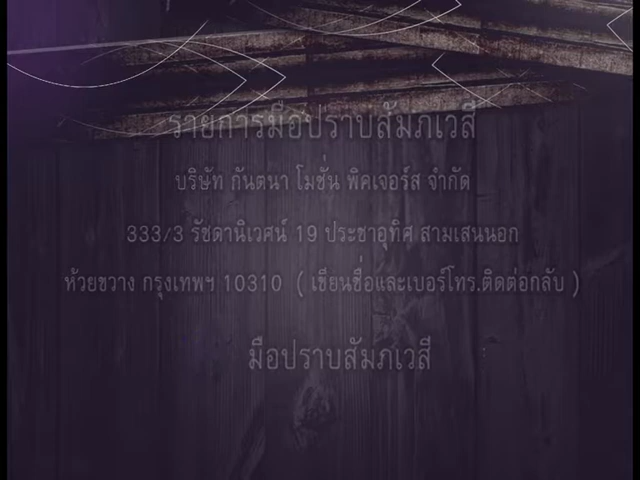 รายการมือปราบสัมภเวสี
บริษัท กันตนา โมชั่น พิคเจอร์ส จำกัด
333/3 รัชดานิเวศน์ 19 ประชาอุทิศ สามเสนนอก
ห้วยขวาง กรุงเทพฯ 10310 ( เขียนชื่อและเบอร์โทร.ติดต่อกลับ )
มือปราบสัมภเวสี